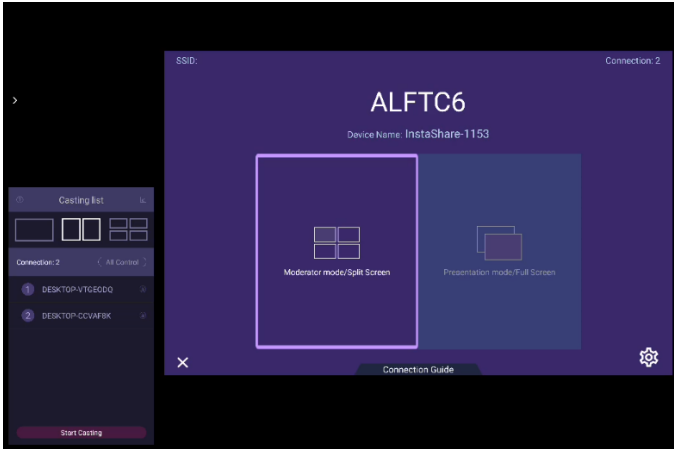 SSID:
Connection: 2
ALFTC6
Device Name: InstaShare-1153
Moderator mode/Split Screen
Presentation mode/Full Screen
Connection Guide
Casting list
Connection: 2
All Control
1 DESKTOP-VTGEODQ
2 DESKTOP-CCVAF8K
Start Casting